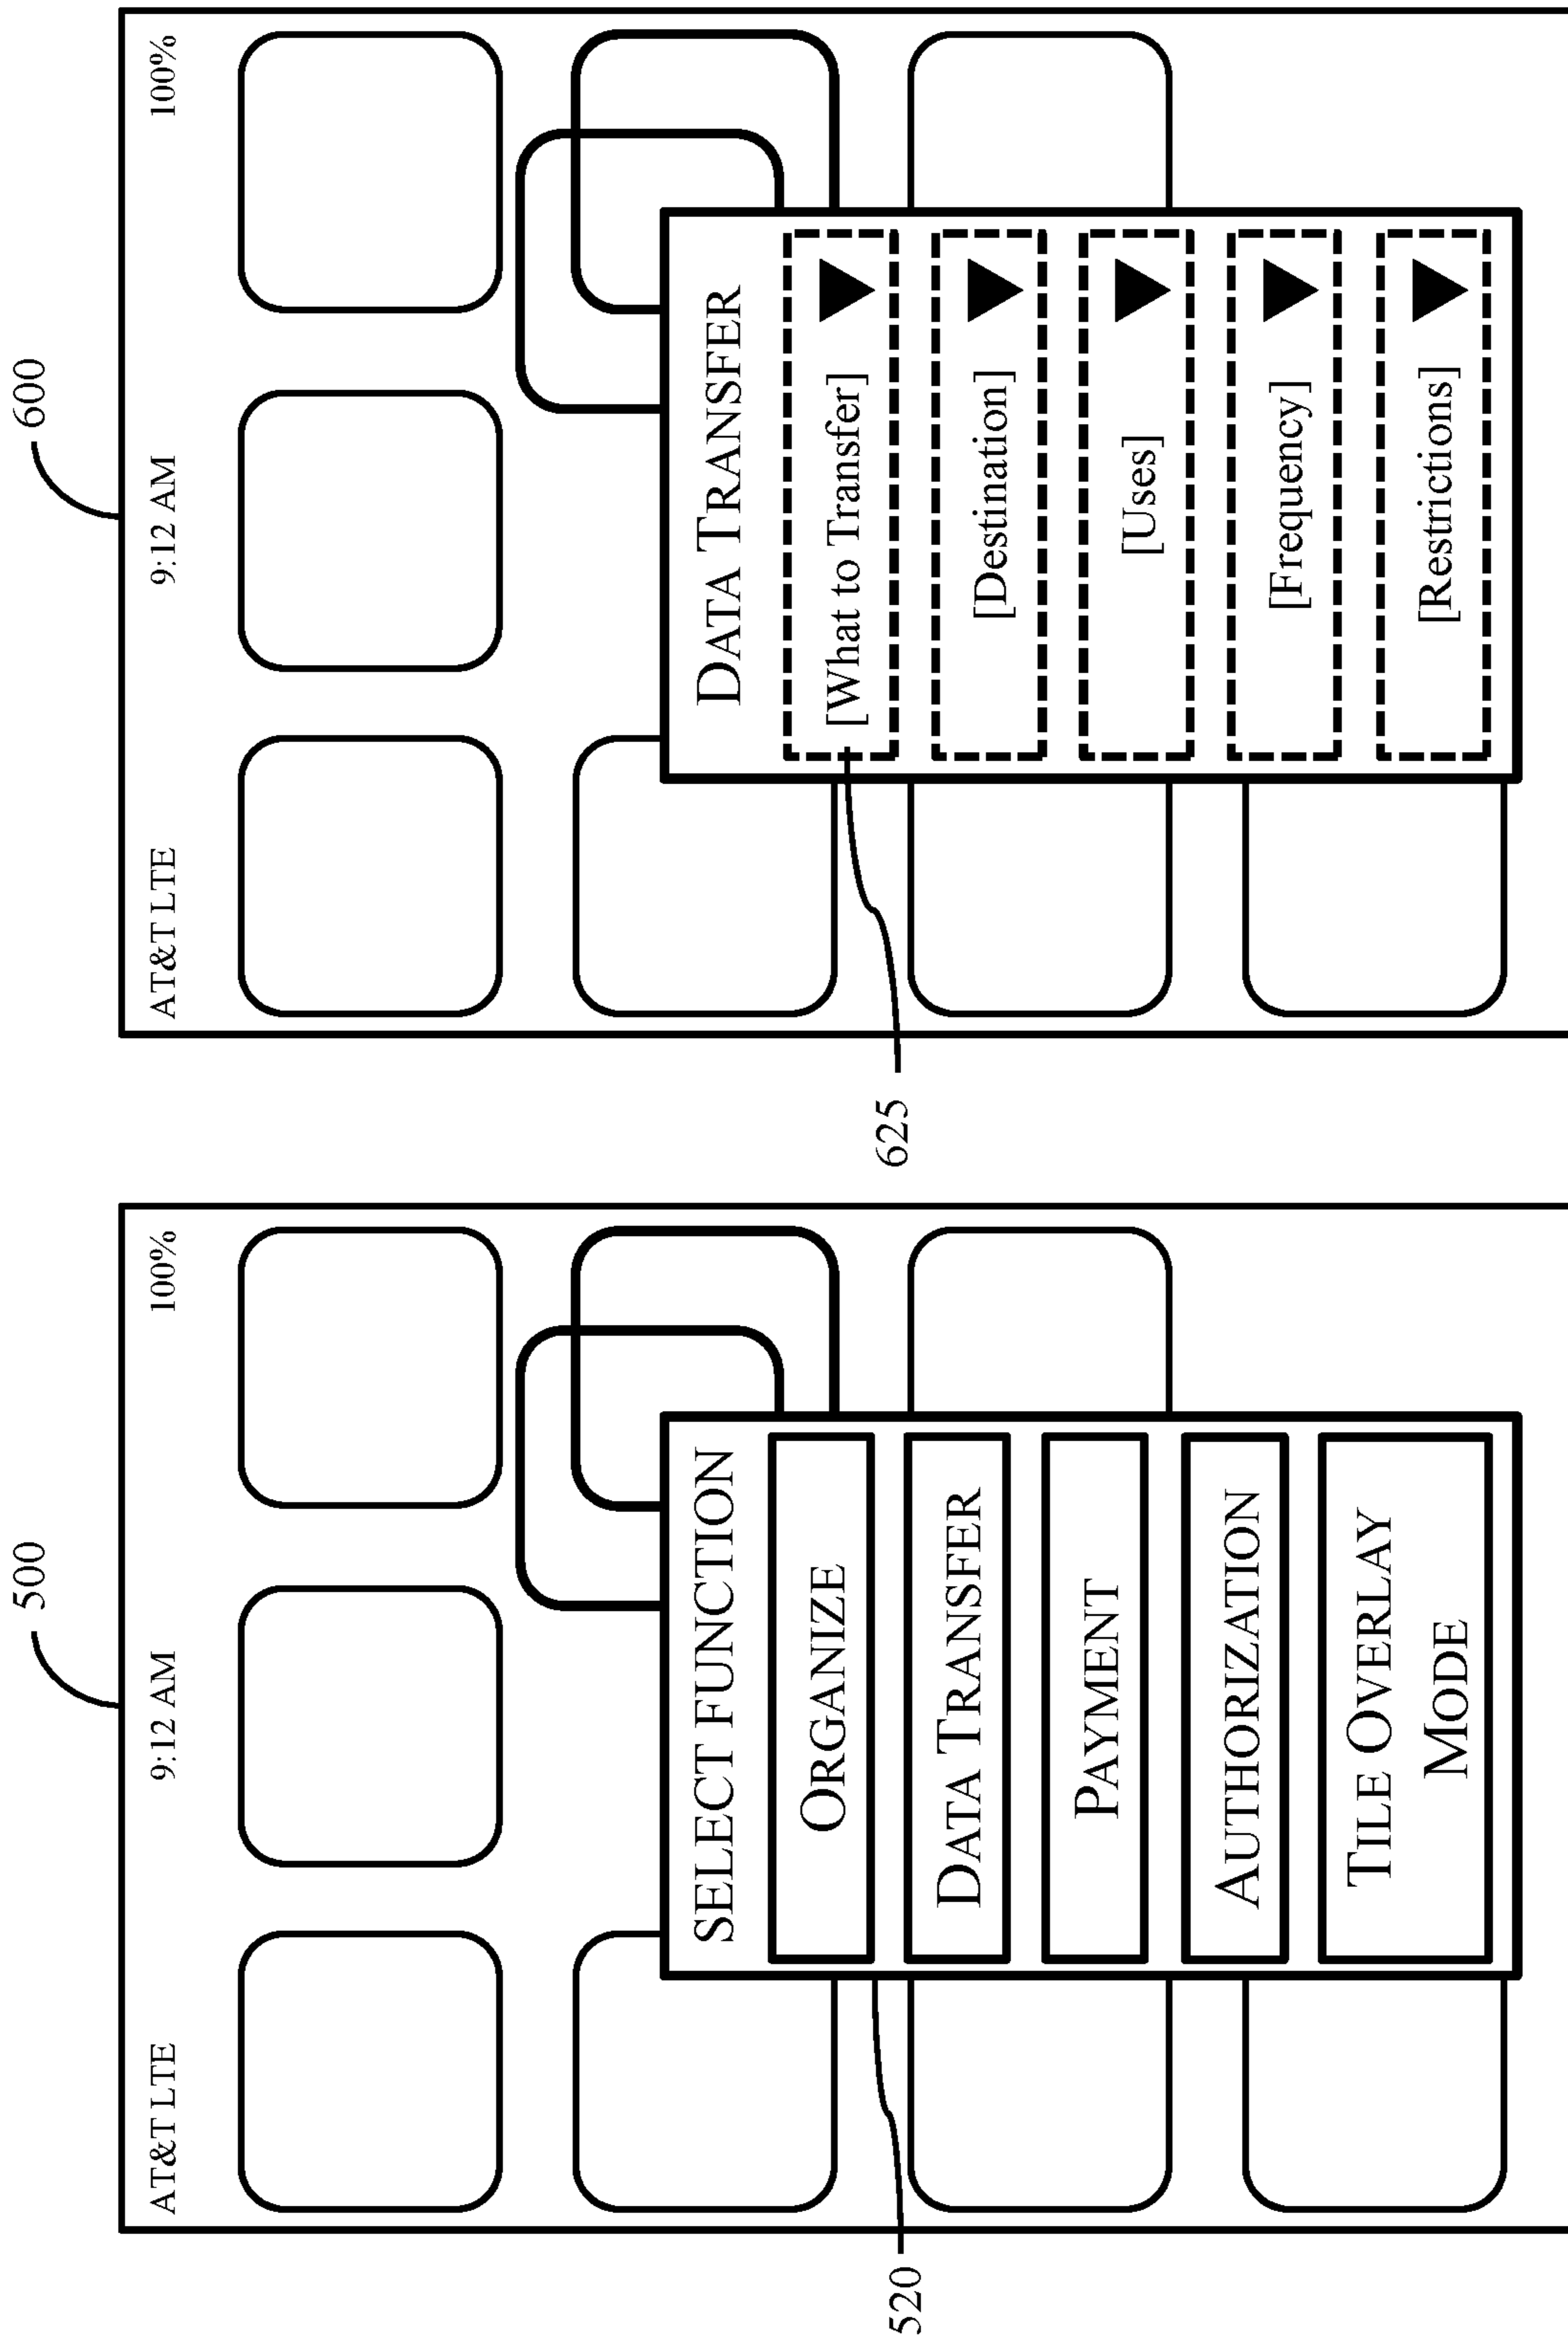 500
AT&T LTE 9:12 AM 100%
SELECT FUNCTION
ORGANIZE
DATA TRANSFER
PAYMENT
AUTHORIZATION
TILE OVERLAY
MODE
520
600
AT&T LTE 9:12 AM 100%
DATA TRANSFER
[What to Transfer]
[Destination]
[Uses]
[Frequency]
[Restrictions]
625